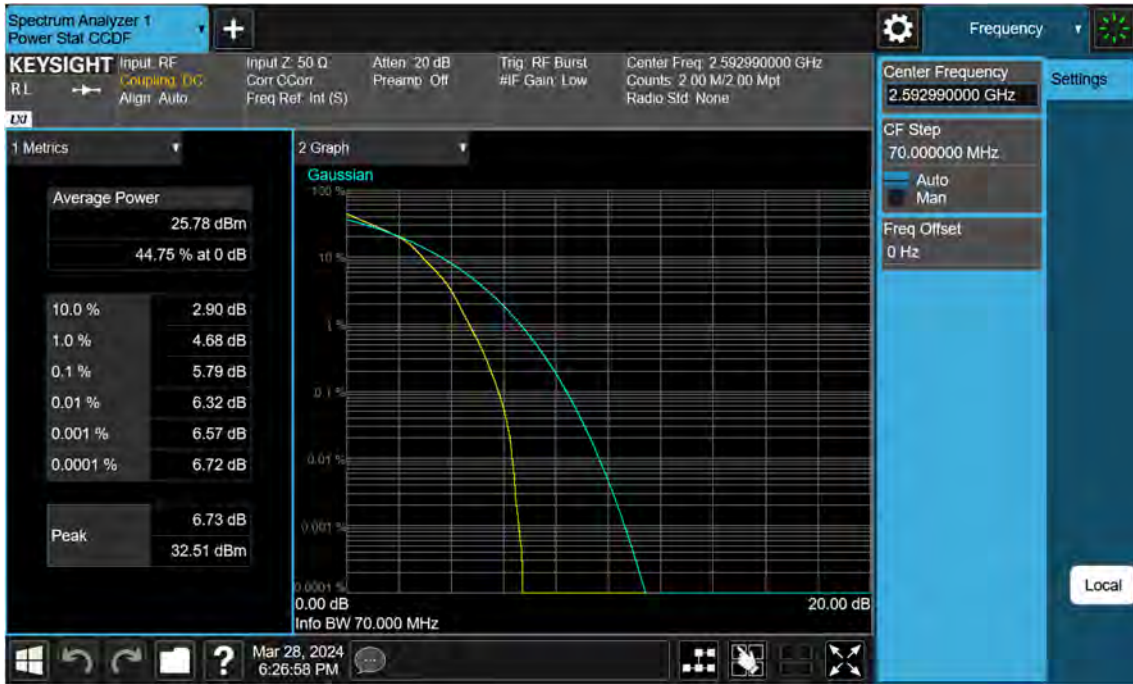 Spectrum Analyzer 1
Power Stat CCDF
Frequency
KEYSIGHT
R L
LXI
Input: RF
Coupling: DC
Align: Auto
Input Z: 50 Ω
Corr CCorr
Freq Ref: Int (S)
Atten: 20 dB
Preamp: Off
Trig: RF Burst
#IF Gain: Low
Center Freq: 2.592990000 GHz
Counts: 2.00 M/2.00 Mpt
Radio Std: None
Center Frequency
2.592990000 GHz
Settings
CF Step
70.000000 MHz
Auto
Man
Freq Offset
0 Hz
Local
1 Metrics
Average Power
25.78 dBm
44.75 % at 0 dB
10.0 % 2.90 dB
1.0 % 4.68 dB
0.1 % 5.79 dB
0.01 % 6.32 dB
0.001 % 6.57 dB
0.0001 % 6.72 dB
Peak
6.73 dB
32.51 dBm
2 Graph
Gaussian
100 %
10 %
1 %
0.1 %
0.01 %
0.001 %
0.0001 %
0.00 dB 20.00 dB
Info BW 70.000 MHz
?
Mar 28, 2024
6:26:58 PM